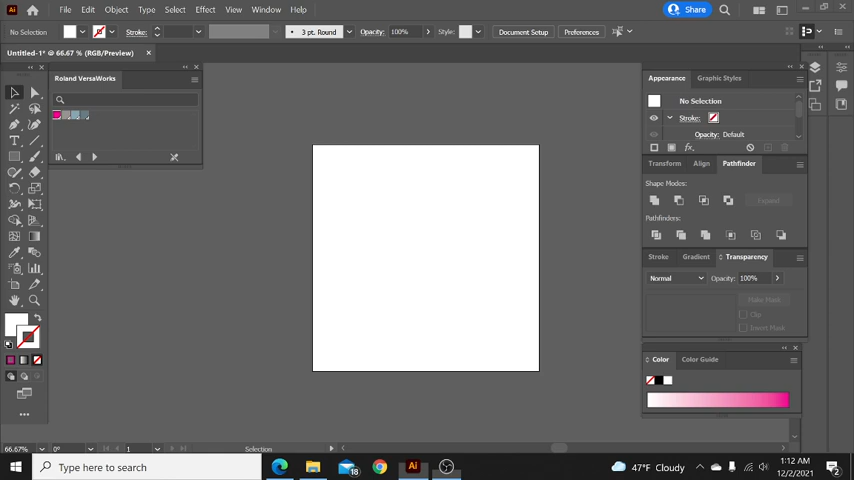 Ai File Edit Object Type Select Effect View Window Help Share
No Selection Stroke: 3 pt. Round Opacity: 100% Style: Document Setup Preferences
Untitled-1* @ 66.67 % (RGB/Preview)
Roland VersaWorks
Appearance Graphic Styles
No Selection
Stroke:
Opacity: Default
fx
Transform Align Pathfinder
Shape Modes:
Expand
Pathfinders:
Stroke Gradient Transparency
Normal Opacity: 100%
Make Mask
Clip
Invert Mask
Color Color Guide
66.67% 0° 1 Selection
Type here to search 18 Ai 47°F Cloudy 1:12 AM
12/2/2021 2